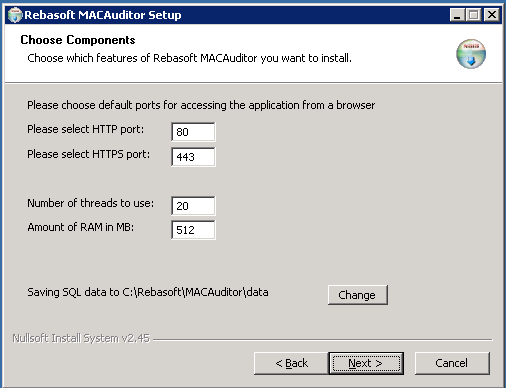 Rebasoft MACAuditor Setup
Choose Components
Choose which features of Rebasoft MACAuditor you want to install.
Please choose default ports for accessing the application from a browser
Please select HTTP port: 80
Please select HTTPS port: 443
Number of threads to use: 20
Amount of RAM in MB: 512
Saving SQL data to C:\Rebasoft\MACAuditor\data Change
Nullsoft Install System v2.45
< Back Next > Cancel